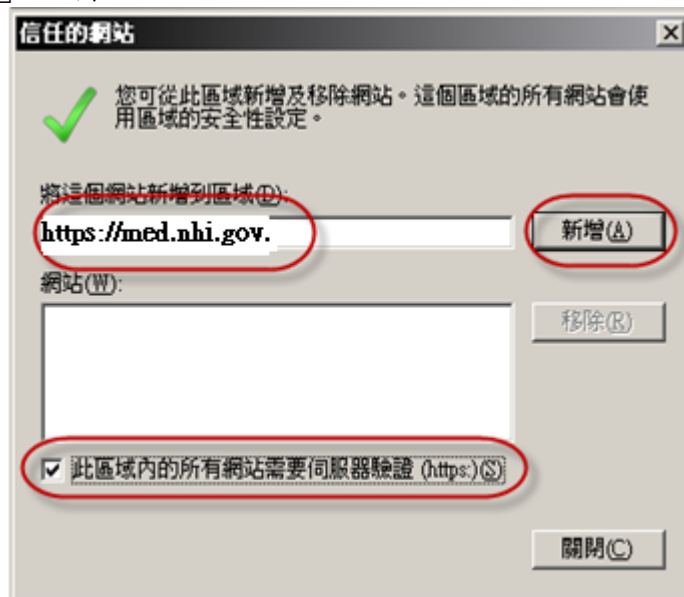 信任的網站
您可從此區域新增及移除網站。這個區域的所有網站會使
用區域的安全性設定。
將這個網站新增到區域(D):
https://med.nhi.gov.
新增(A)
網站(W):
移除(R)
此區域內的所有網站需要伺服器驗證 (https:)(S)
關閉(C)